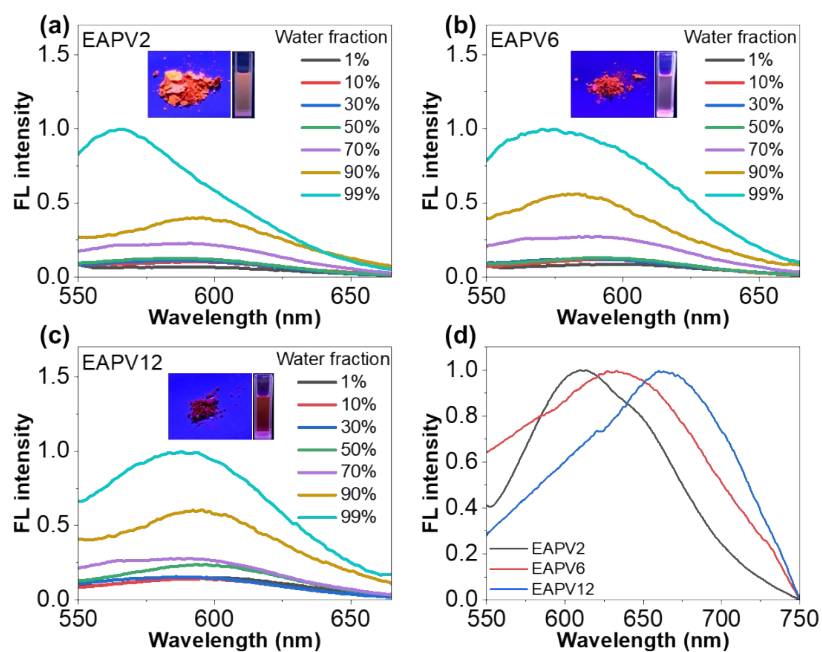 (a)
EAPV2
Water fraction
1%
10%
30%
50%
70%
90%
99%
1.5
1.0
0.5
0.0
FL intensity
550
600
650
Wavelength (nm)
(b)
EAPV6
Water fraction
1%
10%
30%
50%
70%
90%
99%
1.5
1.0
0.5
0.0
FL intensity
550
600
650
Wavelength (nm)
(c)
EAPV12
Water fraction
1%
10%
30%
50%
70%
90%
99%
1.5
1.0
0.5
0.0
FL intensity
550
600
650
Wavelength (nm)
(d)
1.0
0.8
0.6
0.4
0.2
0.0
FL intensity
EAPV2
EAPV6
EAPV12
550
600
650
700
750
Wavelength (nm)